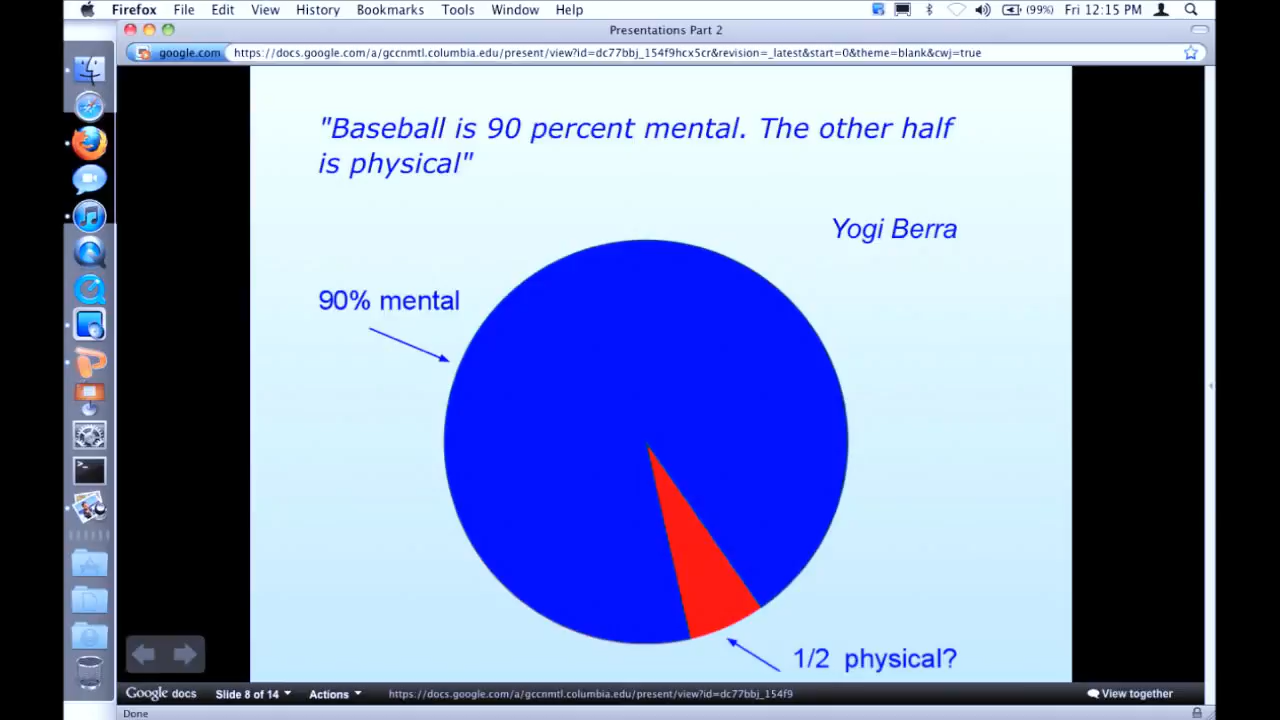 Firefox File Edit View History Bookmarks Tools Window Help (99%) Fri 12:15 PM
Presentations Part 2
google.com https://docs.google.com/a/gccnmtl.columbia.edu/present/view?id=dc77bbj_154f9hcx5cr&revision=_latest&start=0&theme=blank&cwj=true
"Baseball is 90 percent mental. The other half
is physical"
Yogi Berra
90% mental
1/2 physical?
Google docs Slide 8 of 14 Actions https://docs.google.com/a/gccnmtl.columbia.edu/present/view?id=dc77bbj_154f9 View together
Done